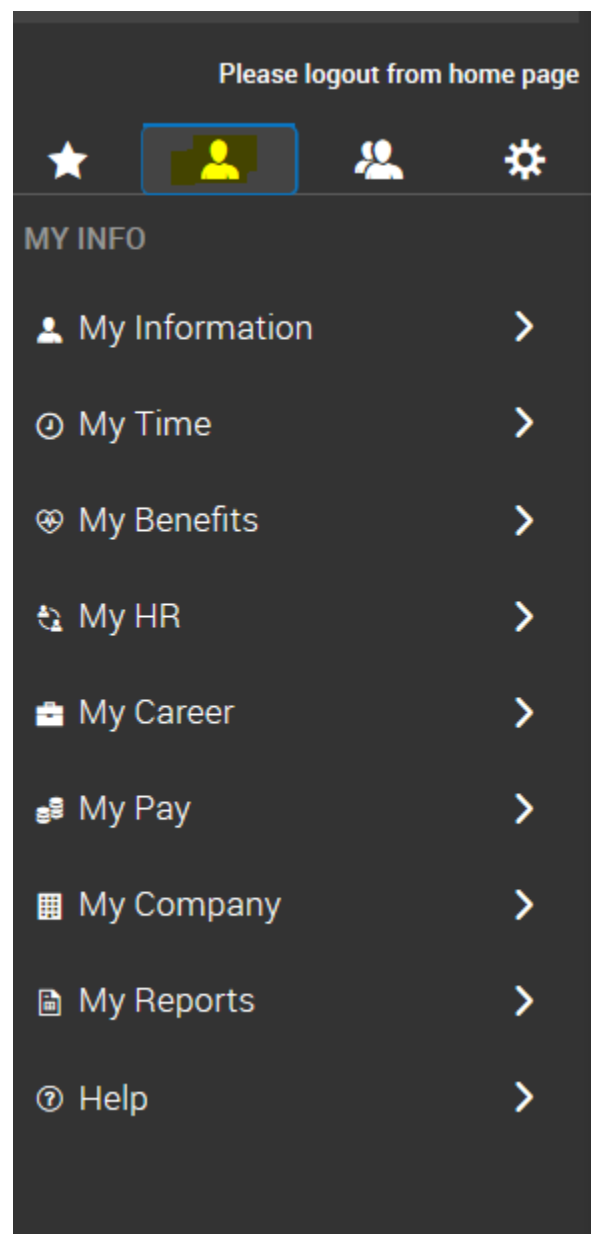 Please logout from home page
MY INFO
My Information
My Time
My Benefits
My HR
My Career
My Pay
My Company
My Reports
Help